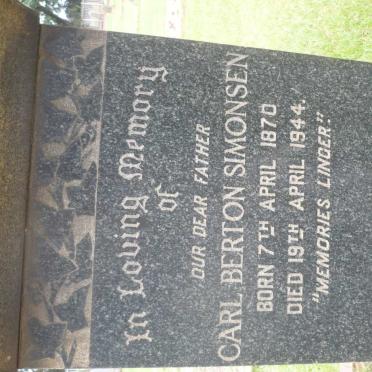 In Loving Memory
of
OUR DEAR FATHER
CARL BERTON SIMONSEN
BORN 7TH APRIL 1870
DIED 19TH APRIL 1944.
"MEMORIES LINGER."